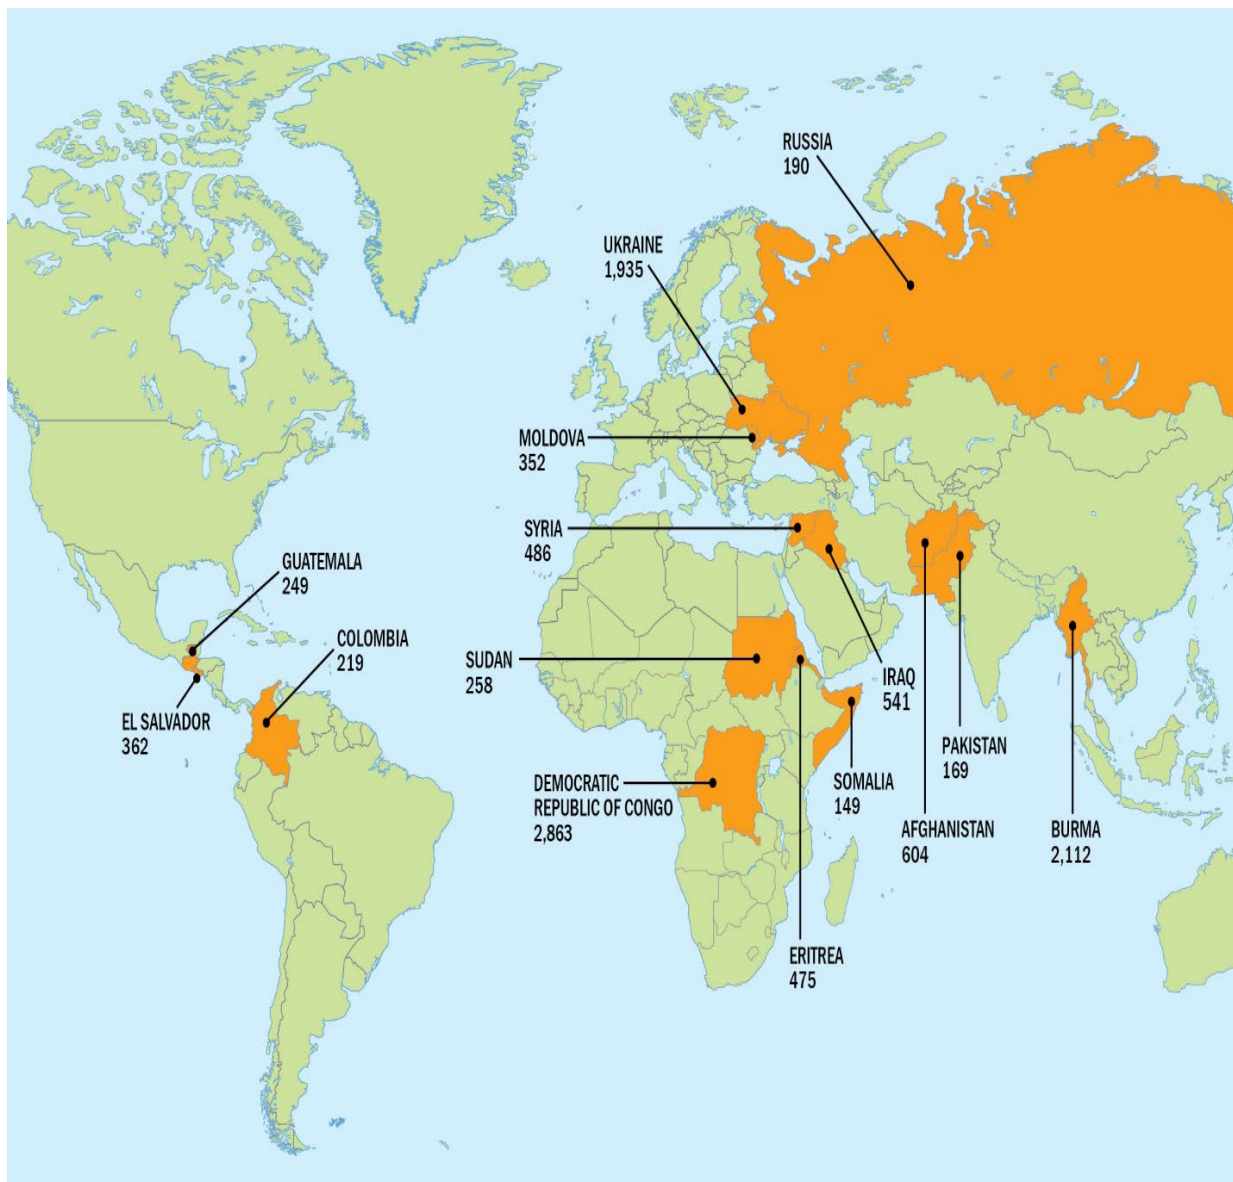 RUSSIA
190
UKRAINE
1,935
MOLDOVA
352
SYRIA
486
GUATEMALA
249
COLOMBIA
219
SUDAN
258
EL SALVADOR
362
IRAQ
541
PAKISTAN
169
DEMOCRATIC
REPUBLIC OF CONGO
2,863
SOMALIA
149
AFGHANISTAN
604
BURMA
2,112
ERITREA
475